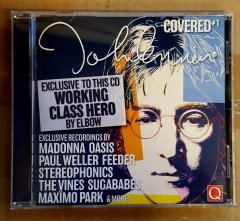 COVERED #1
John Lennon
EXCLUSIVE TO THIS CD
WORKING
CLASS HERO
BY ELBOW
EXCLUSIVE RECORDINGS BY
MADONNA OASIS
PAUL WELLER FEEDER
STEREOPHONICS
THE VINES SUGABABES
MAXÏMO PARK & MORE
Q